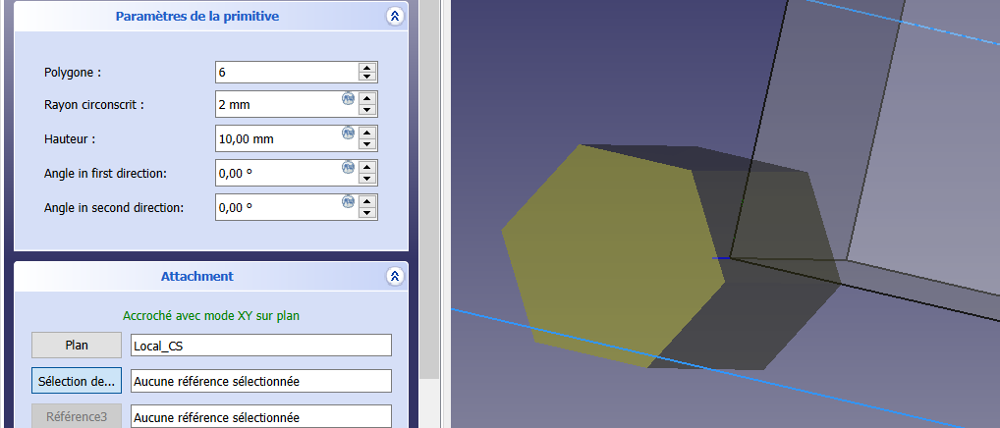 Paramètres de la primitive
Polygone : 6
Rayon circonscrit : 2 mm
Hauteur : 10,00 mm
Angle in first direction: 0,00 °
Angle in second direction: 0,00 °
Attachment
Accroché avec mode XY sur plan
Plan Local_CS
Sélection de... Aucune référence sélectionnée
Référence3 Aucune référence sélectionnée